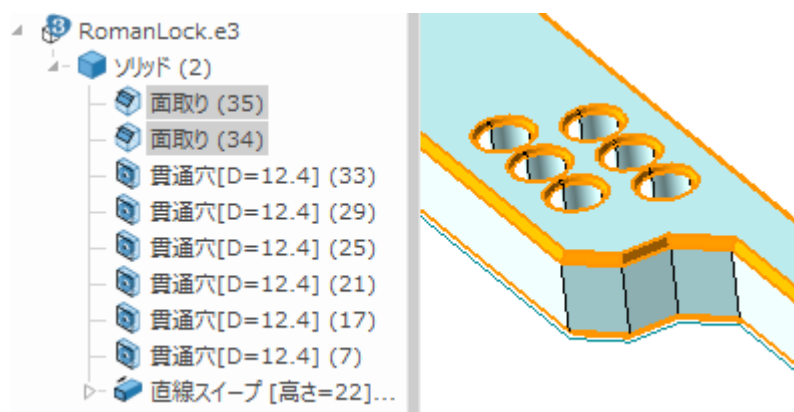 RomanLock.e3
ソリッド (2)
面取り (35)
面取り (34)
貫通穴[D=12.4] (33)
貫通穴[D=12.4] (29)
貫通穴[D=12.4] (25)
貫通穴[D=12.4] (21)
貫通穴[D=12.4] (17)
貫通穴[D=12.4] (7)
直線スイープ [高さ=22]...